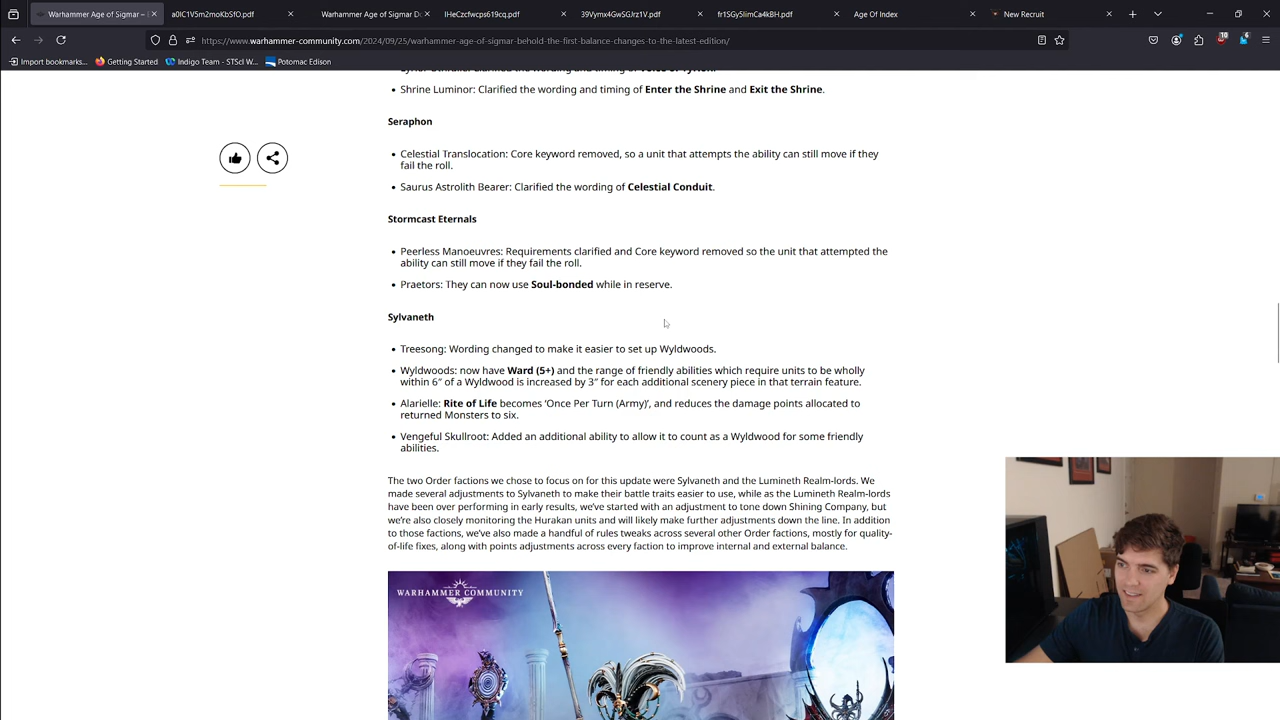 Warhammer Age of Sigmar –
a0lC1V5m2moKbSfO.pdf
Warhammer Age of Sigmar D
lHeCzcfwcps619cq.pdf
39Vymx4GwSGJrz1V.pdf
fr1SGySlimCa4kBH.pdf
Age Of Index
New Recruit
https://www.warhammer-community.com/2024/09/25/warhammer-age-of-sigmar-behold-the-first-balance-changes-to-the-latest-edition/
10
6
Import bookmarks...
Getting Started
Indigo Team - STScI W...
Potomac Edison
• Shrine Luminor: Clarified the wording and timing of Enter the Shrine and Exit the Shrine.
Seraphon
• Celestial Translocation: Core keyword removed, so a unit that attempts the ability can still move if they
fail the roll.
• Saurus Astrolith Bearer: Clarified the wording of Celestial Conduit.
Stormcast Eternals
• Peerless Manoeuvres: Requirements clarified and Core keyword removed so the unit that attempted the
ability can still move if they fail the roll.
• Praetors: They can now use Soul-bonded while in reserve.
Sylvaneth
• Treesong: Wording changed to make it easier to set up Wyldwoods.
• Wyldwoods: now have Ward (5+) and the range of friendly abilities which require units to be wholly
within 6″ of a Wyldwood is increased by 3″ for each additional scenery piece in that terrain feature.
• Alarielle: Rite of Life becomes ‘Once Per Turn (Army)’, and reduces the damage points allocated to
returned Monsters to six.
• Vengeful Skullroot: Added an additional ability to allow it to count as a Wyldwood for some friendly
abilities.
The two Order factions we chose to focus on for this update were Sylvaneth and the Lumineth Realm-lords. We
made several adjustments to Sylvaneth to make their battle traits easier to use, while as the Lumineth Realm-lords
have been over performing in early results, we’ve started with an adjustment to tone down Shining Company, but
we’re also closely monitoring the Hurakan units and will likely make further adjustments down the line. In addition
to those factions, we’ve also made a handful of rules tweaks across several other Order factions, mostly for quality-
of-life fixes, along with points adjustments across every faction to improve internal and external balance.
WARHAMMER COMMUNITY